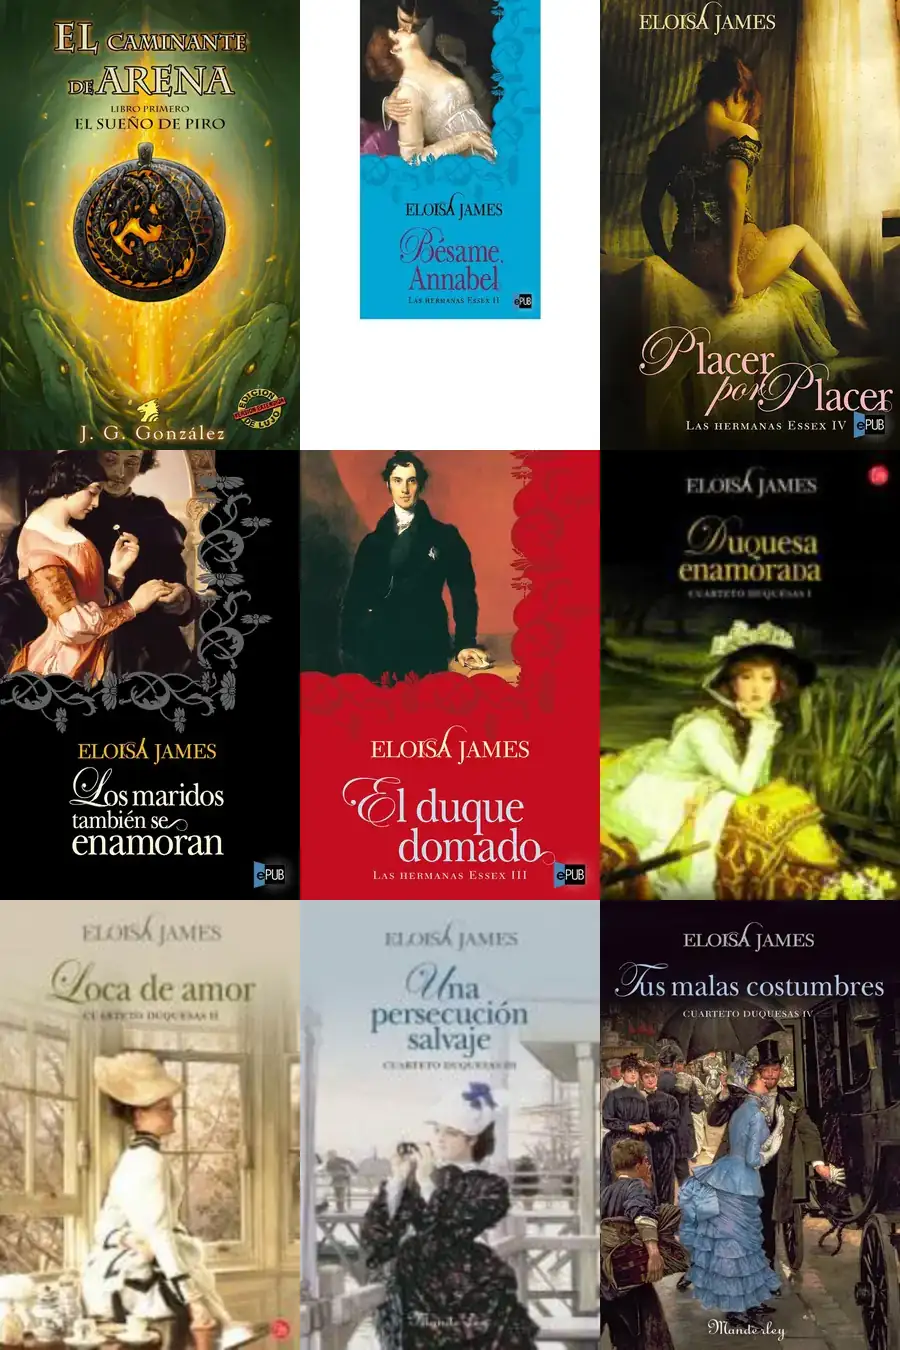 EL CAMINANTE
DE ARENA
LIBRO PRIMERO
EL SUEÑO DE PIRO
EDICION
VERSION EXTENDIDA
DE LUJO
J. G. González
ELOISA JAMES
Bésame,
Annabel
LAS HERMANAS ESSEX II
ePUB
ELOISA JAMES
Placer
por Placer
LAS HERMANAS ESSEX IV
ePUB
ELOISA JAMES
Los maridos
también se
enamoran
ePUB
ELOISA JAMES
El duque
domado
LAS HERMANAS ESSEX III
ePUB
ELOISA JAMES
Duquesa
enamorada
CUARTETO DUQUESAS I
ELOISA JAMES
Loca de amor
CUARTETO DUQUESAS II
ELOISA JAMES
Una
persecución
salvaje
CUARTETO DUQUESAS III
ELOISA JAMES
Tus malas costumbres
CUARTETO DUQUESAS IV
Manderley